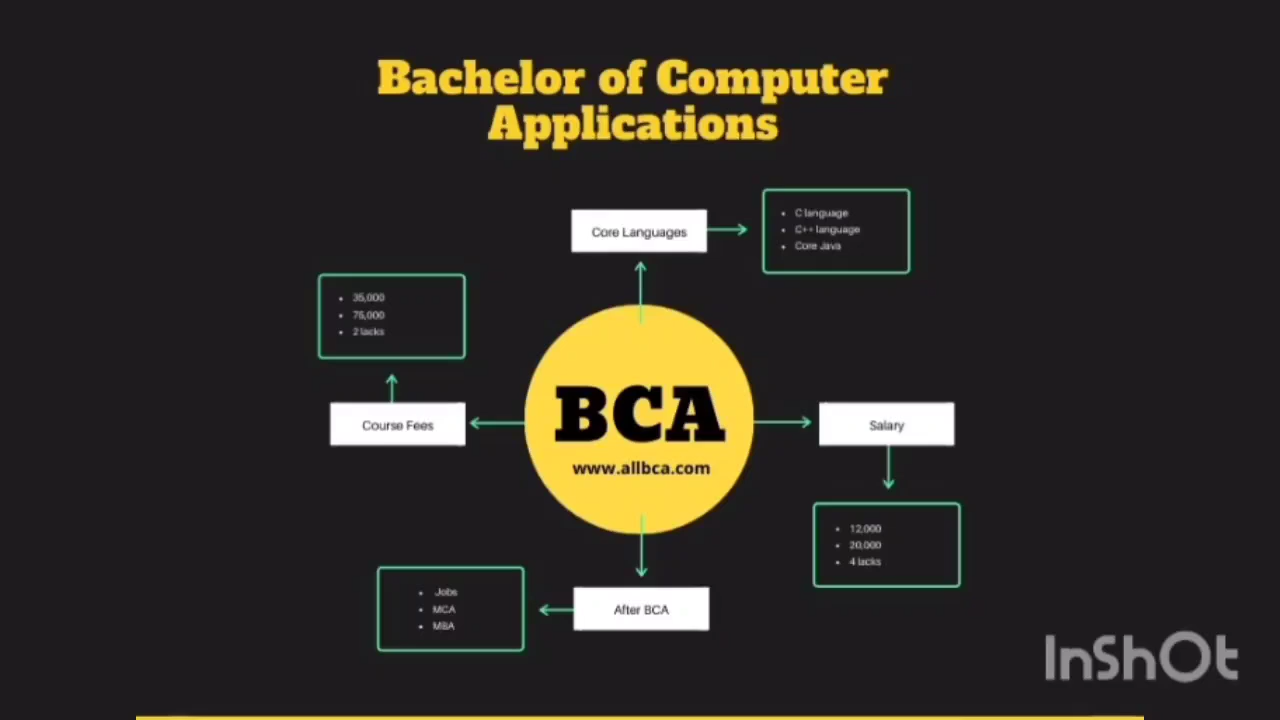 Bachelor of Computer
Applications
Core Languages
• C language
• C++ language
• Core Java
• 35,000
• 75,000
• 2 lacks
Course Fees
BCA
www.allbca.com
Salary
• 12,000
• 20,000
• 4 lacks
• Jobs
• MCA
• MBA
After BCA
InShOt